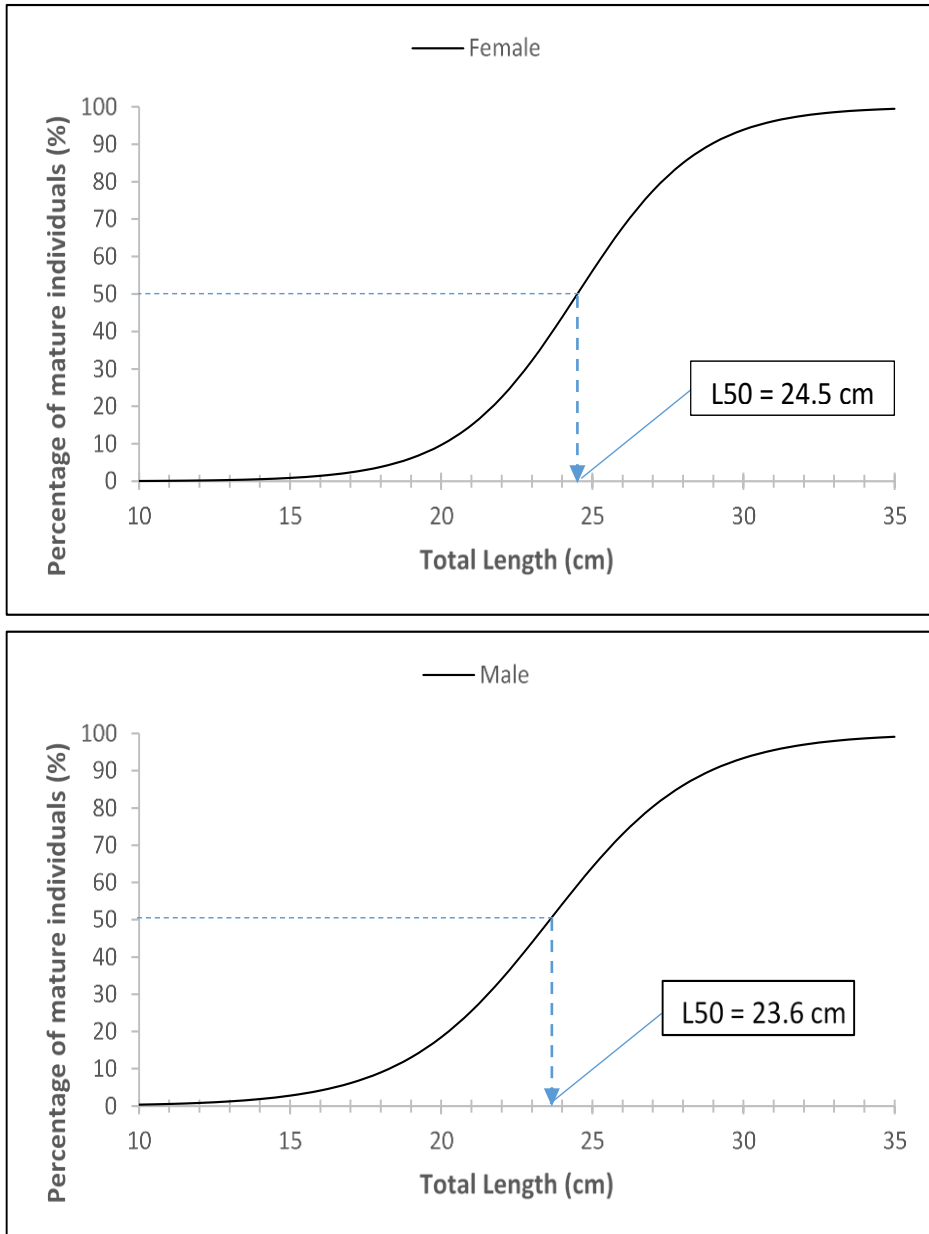 Female
Percentage of mature individuals (%)
100
90
80
70
60
50
40
30
20
10
0
L50 = 24.5 cm
10 15 20 25 30 35
Total Length (cm)
Male
Percentage of mature individuals (%)
100
90
80
70
60
50
40
30
20
10
0
L50 = 23.6 cm
10 15 20 25 30 35
Total Length (cm)